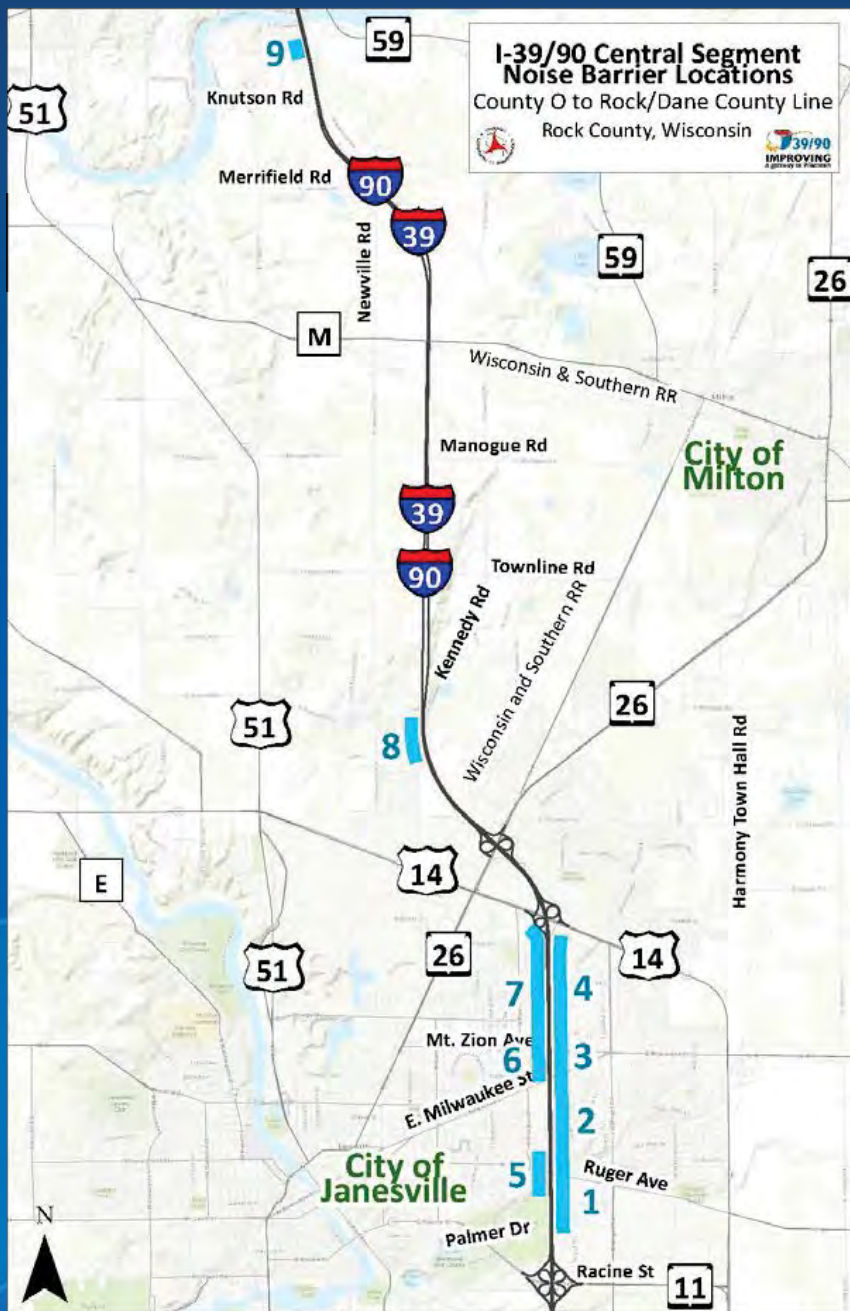 I-39/90 Central Segment
Noise Barrier Locations
County O to Rock/Dane County Line
Rock County, Wisconsin
39/90
IMPROVING
9
59
51
Knutson Rd
Merrifield Rd
90
39
Newville Rd
59
26
M
Wisconsin & Southern RR
Manogue Rd
City of
Milton
39
90
Townline Rd
Kennedy Rd
Wisconsin and Southern RR
26
51
8
Harmony Town Hall Rd
14
E
26
51
14
7
4
Mt. Zion Ave
6
3
E. Milwaukee St
2
City of
Janesville
5
Ruger Ave
1
Palmer Dr
N
Racine St
11